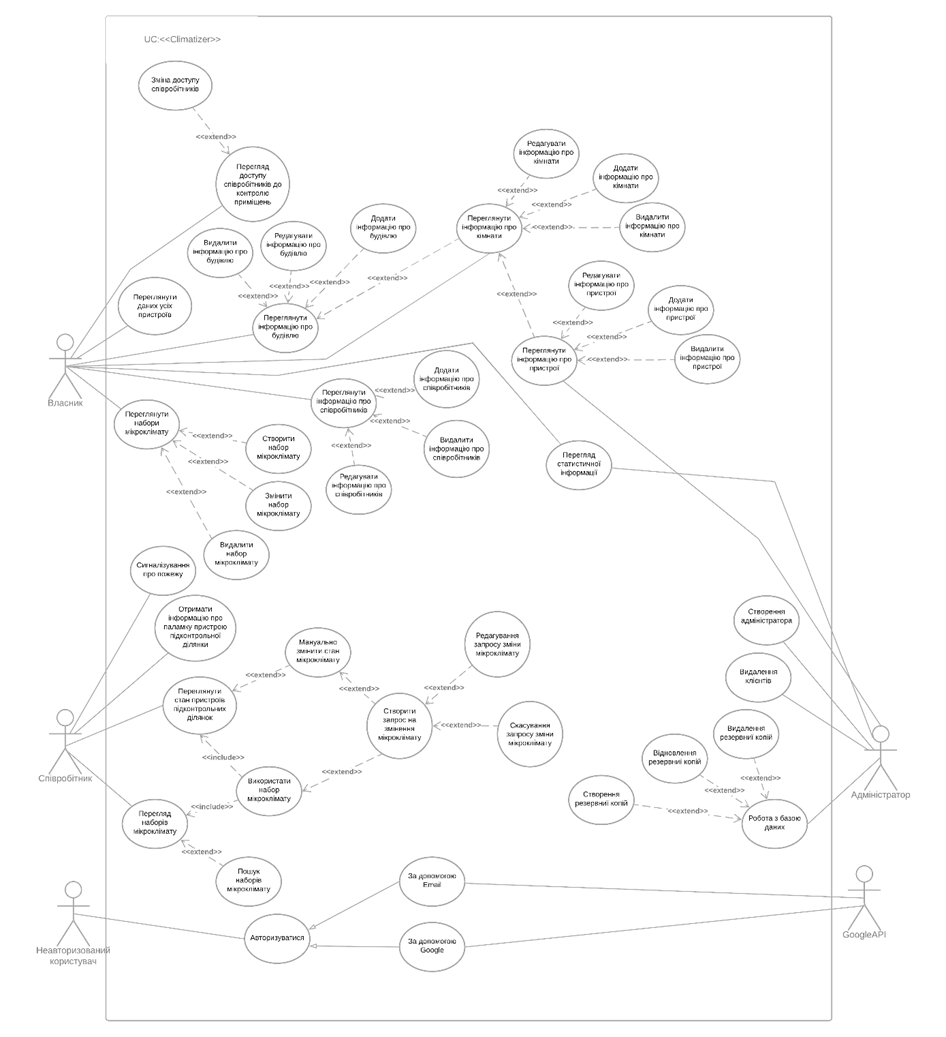 UC:<<Climatizer>>
Зміна доступу
співробітників
<<extend>>
Перегляд
доступу
співробітників до
контролю
приміщень
Редагувати
інформацію про
кімнати
Додати
інформацію про
кімнати
<<extend>>
<<extend>>
Видалити
інформацію про
кімнати
<<extend>>
Переглянути
інформацію про
кімнати
Додати
інформацію про
будівлю
Редагувати
інформацію про
будівлю
Видалити
інформацію про
будівлю
<<extend>>
<<extend>>
<<extend>>
<<extend>>
Переглянути
інформацію про
будівлю
Переглянути
даних усіх
пристроїв
<<extend>>
Редагувати
інформацію про
пристрої
Додати
інформацію про
пристрої
<<extend>>
<<extend>>
Видалити
інформацію про
пристрої
<<extend>>
Переглянути
інформацію про
пристрої
Власник
Додати
інформацію про
співробітників
<<extend>>
Переглянути
інформацію про
співробітників
<<extend>>
Видалити
інформацію про
співробітників
<<extend>>
Редагувати
інформацію про
співробітників
Переглянути
набори
мікроклімату
<<extend>>
Створити
набор
мікроклімату
<<extend>>
Змінити
набор
мікроклімату
<<extend>>
Видалити
набор
мікроклімату
Перегляд
статистичної
інформації
Сигналізування
про пожежу
Отримати
інформацію про
паламку пристрою
підконтрольної
ділянки
Мануально
змінити стан
мікроклімату
Редагування
запросу зміни
мікроклімату
Створення
адміністратора
<<extend>>
Переглянути
стан пристроїв
підконтрольних
ділянок
<<extend>>
<<extend>>
Видалення
клієнтів
Створити
запрос на
змінення
мікроклімату
<<extend>>
Скасування
запросу зміни
мікроклімату
Видалення
резервний копій
Відновлення
резервних копій
<<include>>
<<extend>>
<<extend>>
<<extend>>
Співробітник
Використати
набор
мікроклімату
Створення
резервний копій
<<extend>>
Адміністратор
<<include>>
Перегляд
наборів
мікроклімату
Робота з базою
даних
<<extend>>
Пошук
наборів
мікроклімату
За допомогою
Email
Неавторизований
користувач
Авторизуватися
За допомогою
Google
GoogleAPI